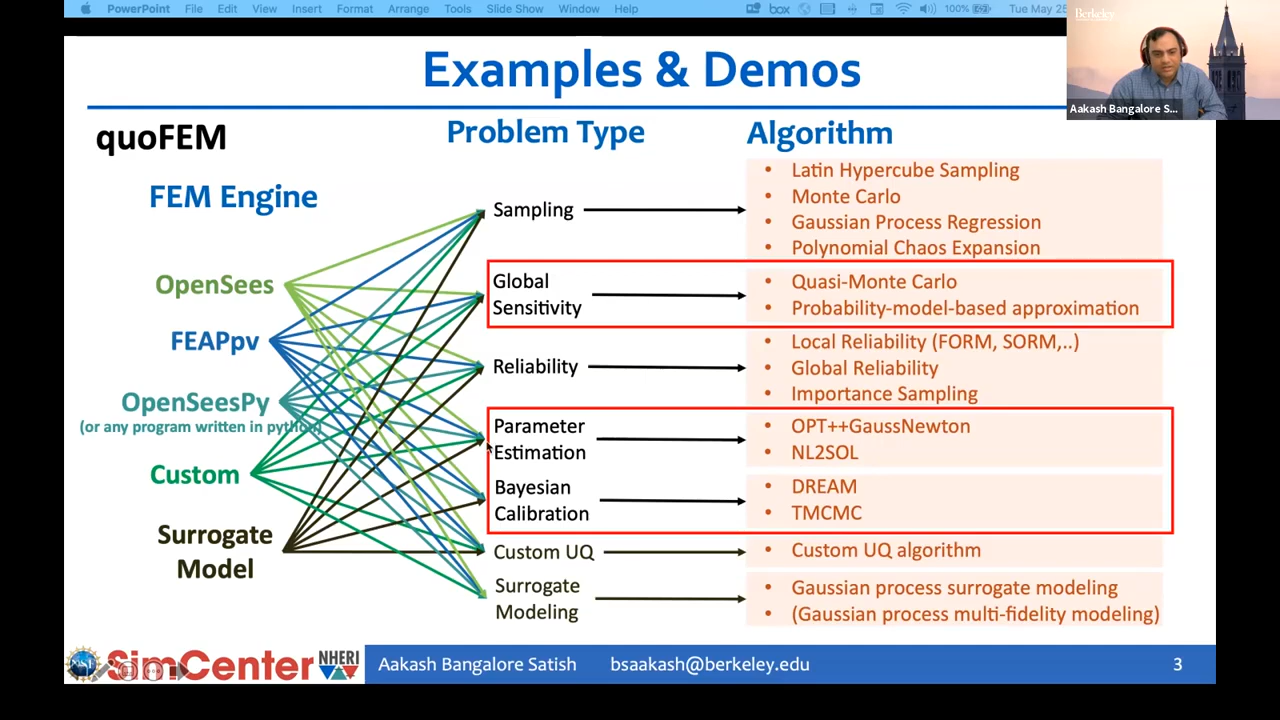 PowerPoint File Edit View Insert Format Arrange Tools Slide Show Window Help box 100% Tue May
Berkeley
Aakash Bangalore S...
Examples & Demos
quoFEM
Problem Type
Algorithm
FEM Engine
OpenSees
FEAPpv
OpenSeesPy
(or any program written in python)
Custom
Surrogate
Model
Sampling
• Latin Hypercube Sampling
• Monte Carlo
• Gaussian Process Regression
• Polynomial Chaos Expansion
Global
Sensitivity
• Quasi-Monte Carlo
• Probability-model-based approximation
Reliability
• Local Reliability (FORM, SORM,..)
• Global Reliability
• Importance Sampling
Parameter
Estimation
• OPT++GaussNewton
• NL2SOL
Bayesian
Calibration
• DREAM
• TMCMC
Custom UQ
• Custom UQ algorithm
Surrogate
Modeling
• Gaussian process surrogate modeling
• (Gaussian process multi-fidelity modeling)
NSF SimCenter NHERI Aakash Bangalore Satish bsaakash@berkeley.edu 3